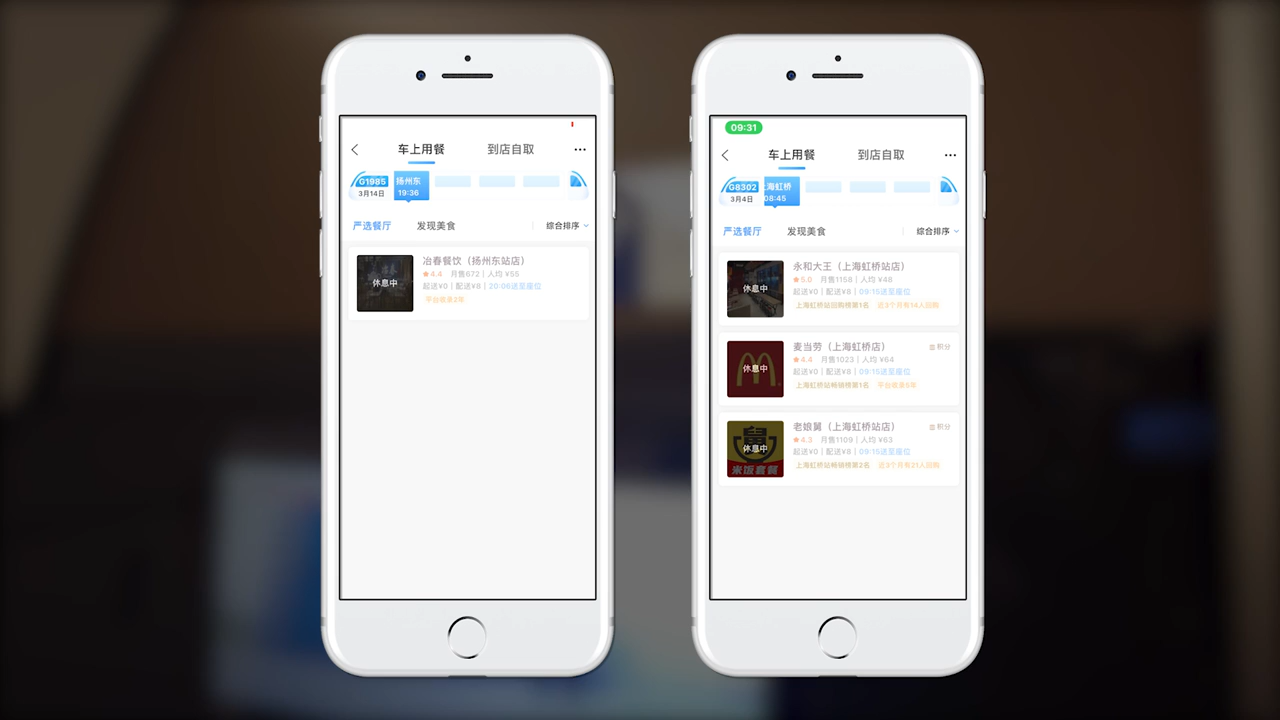 车上用餐 到店自取
G1985
3月14日
扬州东
19:36
严选餐厅 发现美食 综合排序
休息中
冶春餐饮（扬州东站店）
4.4 月售672 | 人均 ¥55
起送¥0 | 配送¥8 | 20:06送至座位
平台收录2年
09:31
车上用餐 到店自取
G8302
3月4日
上海虹桥
08:45
严选餐厅 发现美食 综合排序
休息中
永和大王（上海虹桥站店）
5.0 月售1158 | 人均 ¥48
起送¥0 | 配送¥8 | 09:15送至座位
上海虹桥站回购榜第1名 近3个月有14人回购
休息中
麦当劳（上海虹桥店） 积分
4.4 月售1023 | 人均 ¥64
起送¥0 | 配送¥8 | 09:15送至座位
上海虹桥站畅销榜第1名 平台收录6年
休息中
米饭套餐
老娘舅（上海虹桥站店） 积分
4.3 月售1109 | 人均 ¥63
起送¥0 | 配送¥8 | 09:15送至座位
上海虹桥站畅销榜第2名 近3个月有21人回购